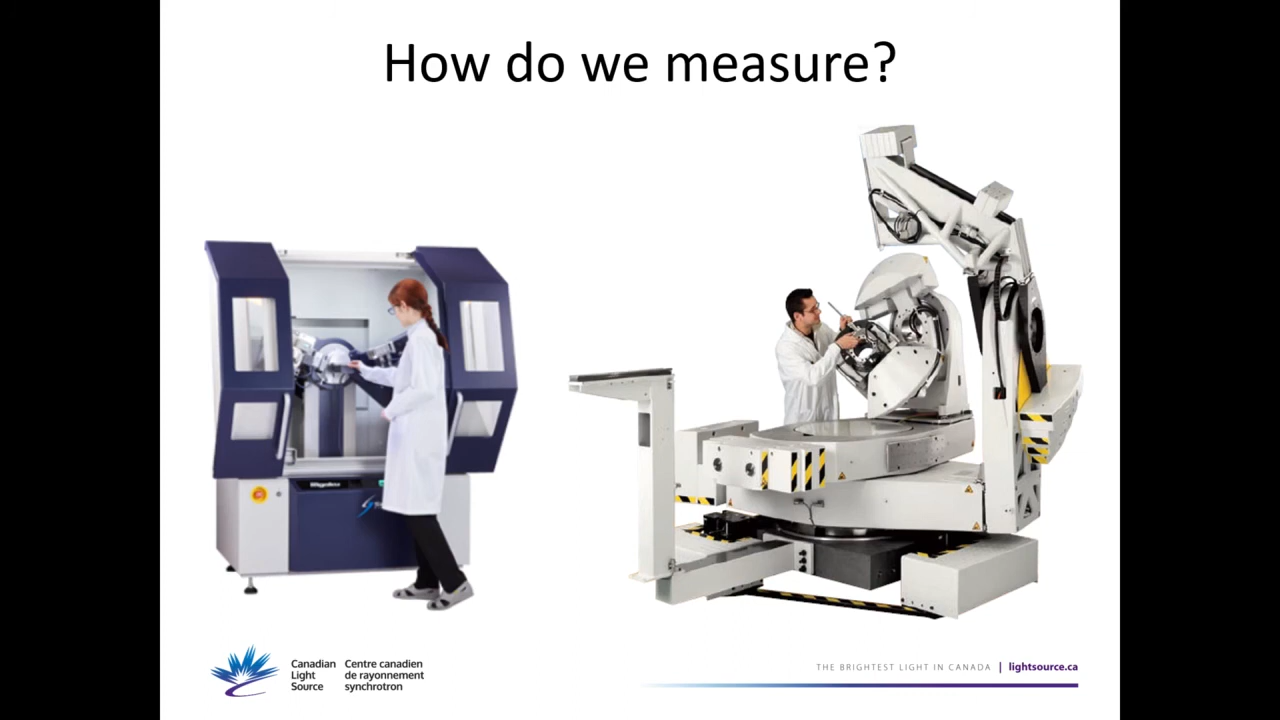 How do we measure?
Rigaku
Canadian
Light
Source
Centre canadien
de rayonnement
synchrotron
THE BRIGHTEST LIGHT IN CANADA | lightsource.ca